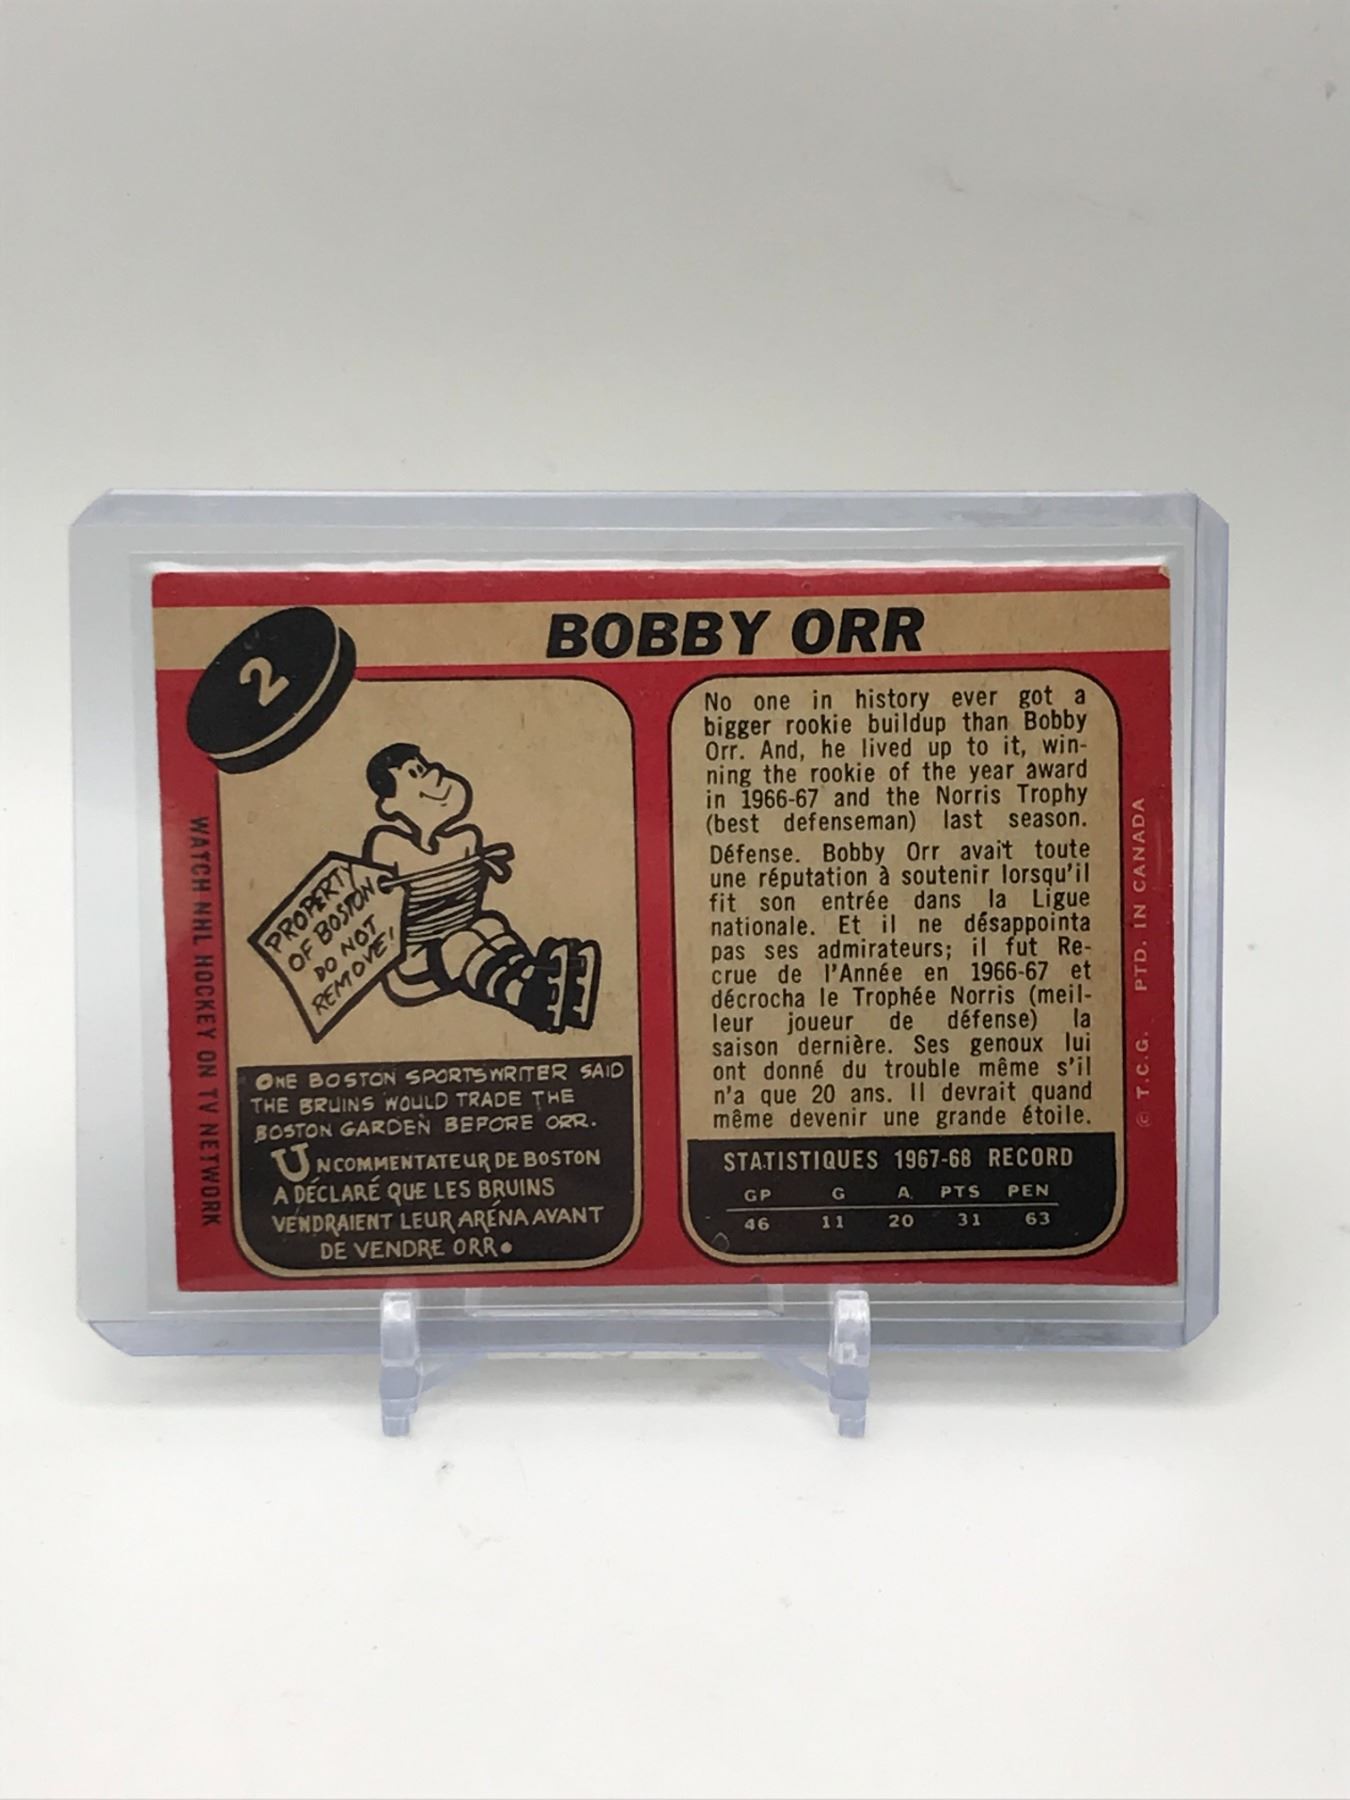 2
BOBBY ORR
PROPERTY
OF BOSTON
DO NOT
REMOVE!
ONE BOSTON SPORTSWRITER SAID
THE BRUINS WOULD TRADE THE
BOSTON GARDEN BEFORE ORR.
UN COMMENTATEUR DE BOSTON
A DÉCLARÉ QUE LES BRUINS
VENDRAIENT LEUR ARÉNA AVANT
DE VENDRE ORR.
No one in history ever got a
bigger rookie buildup than Bobby
Orr. And, he lived up to it, win-
ning the rookie of the year award
in 1966-67 and the Norris Trophy
(best defenseman) last season.
Défense. Bobby Orr avait toute
une réputation à soutenir lorsqu'il
fit son entrée dans la Ligue
nationale. Et il ne désappointa
pas ses admirateurs; il fut Re-
crue de l'Année en 1966-67 et
décrocha le Trophée Norris (meil-
leur joueur de défense) la
saison dernière. Ses genoux lui
ont donné du trouble même s'il
n'a que 20 ans. Il devrait quand
même devenir une grande étoile.
STATISTIQUES 1967-68 RECORD
GP G A. PTS PEN
46 11 20 31 63
WATCH NHL HOCKEY ON TV NETWORK
© T.C.G. PTD. IN CANADA